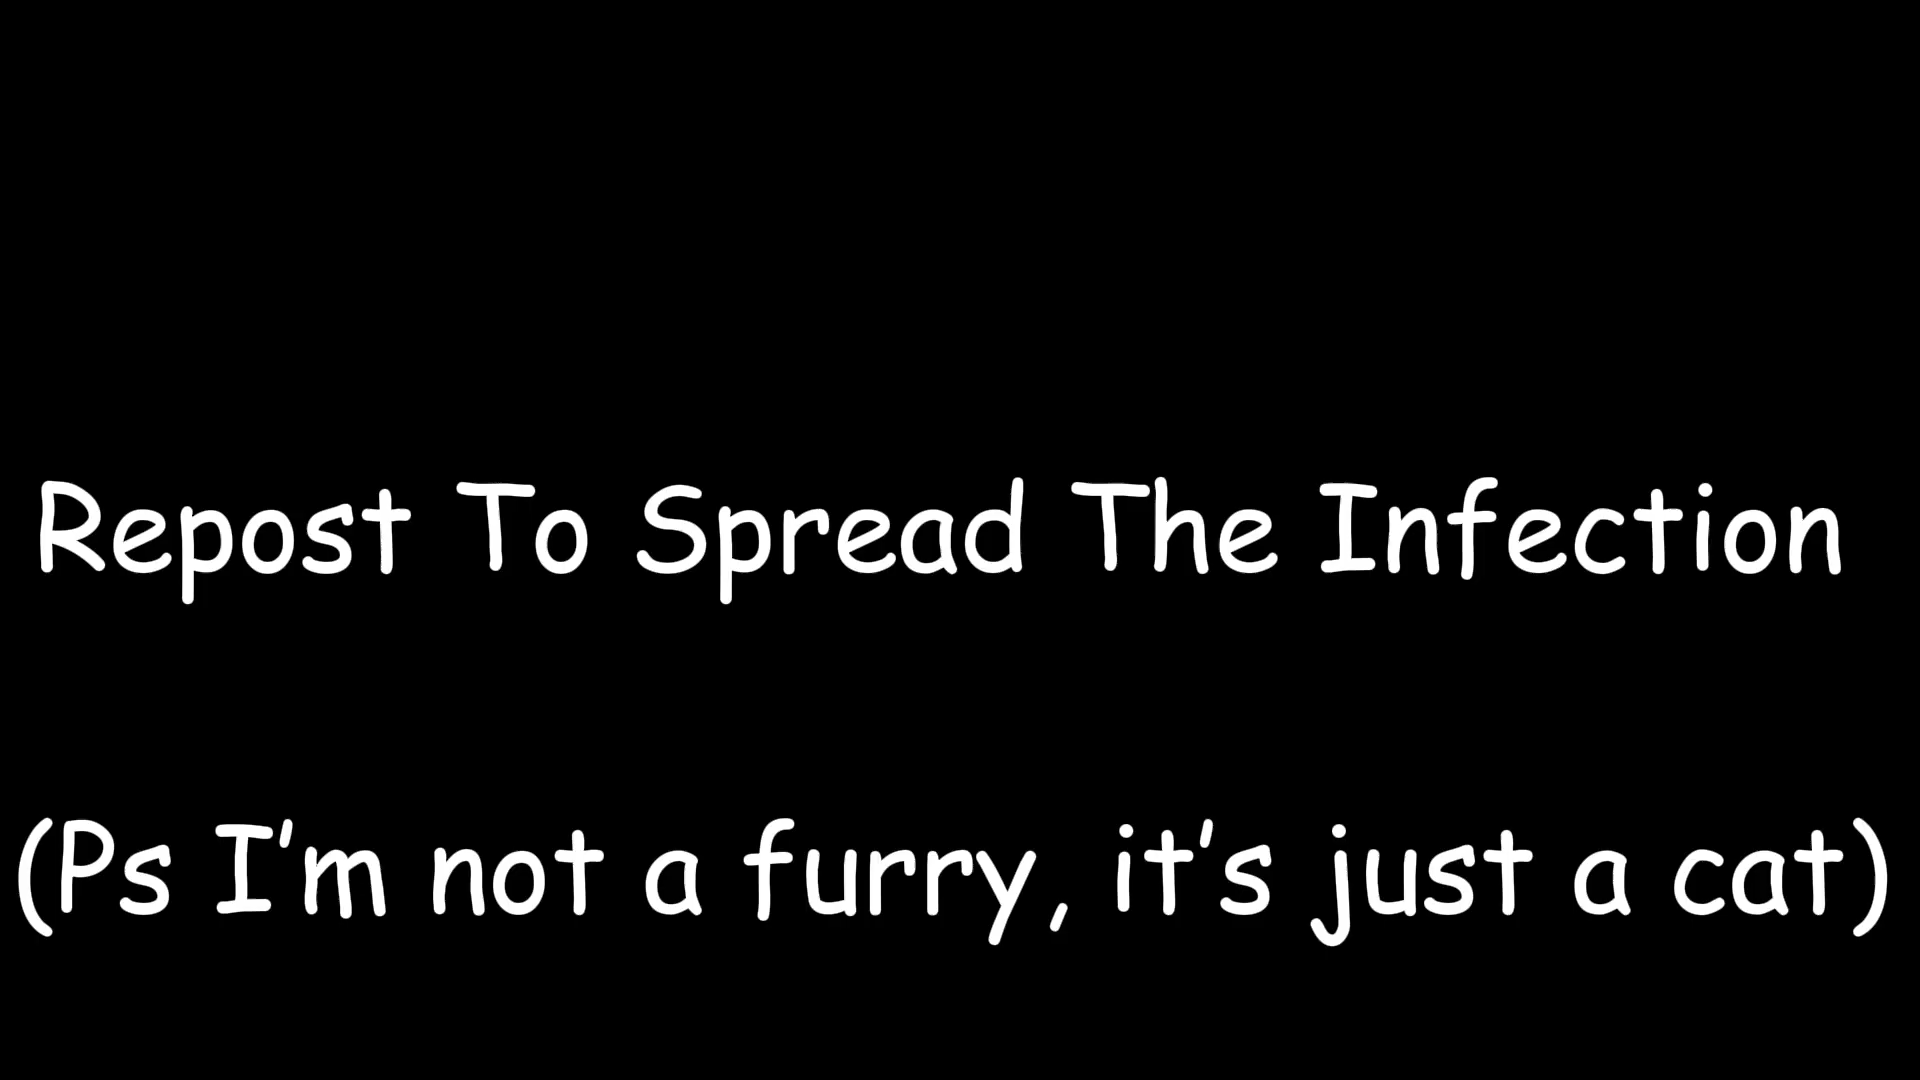 Repost To Spread The Infection
(Ps I'm not a furry, it's just a cat)